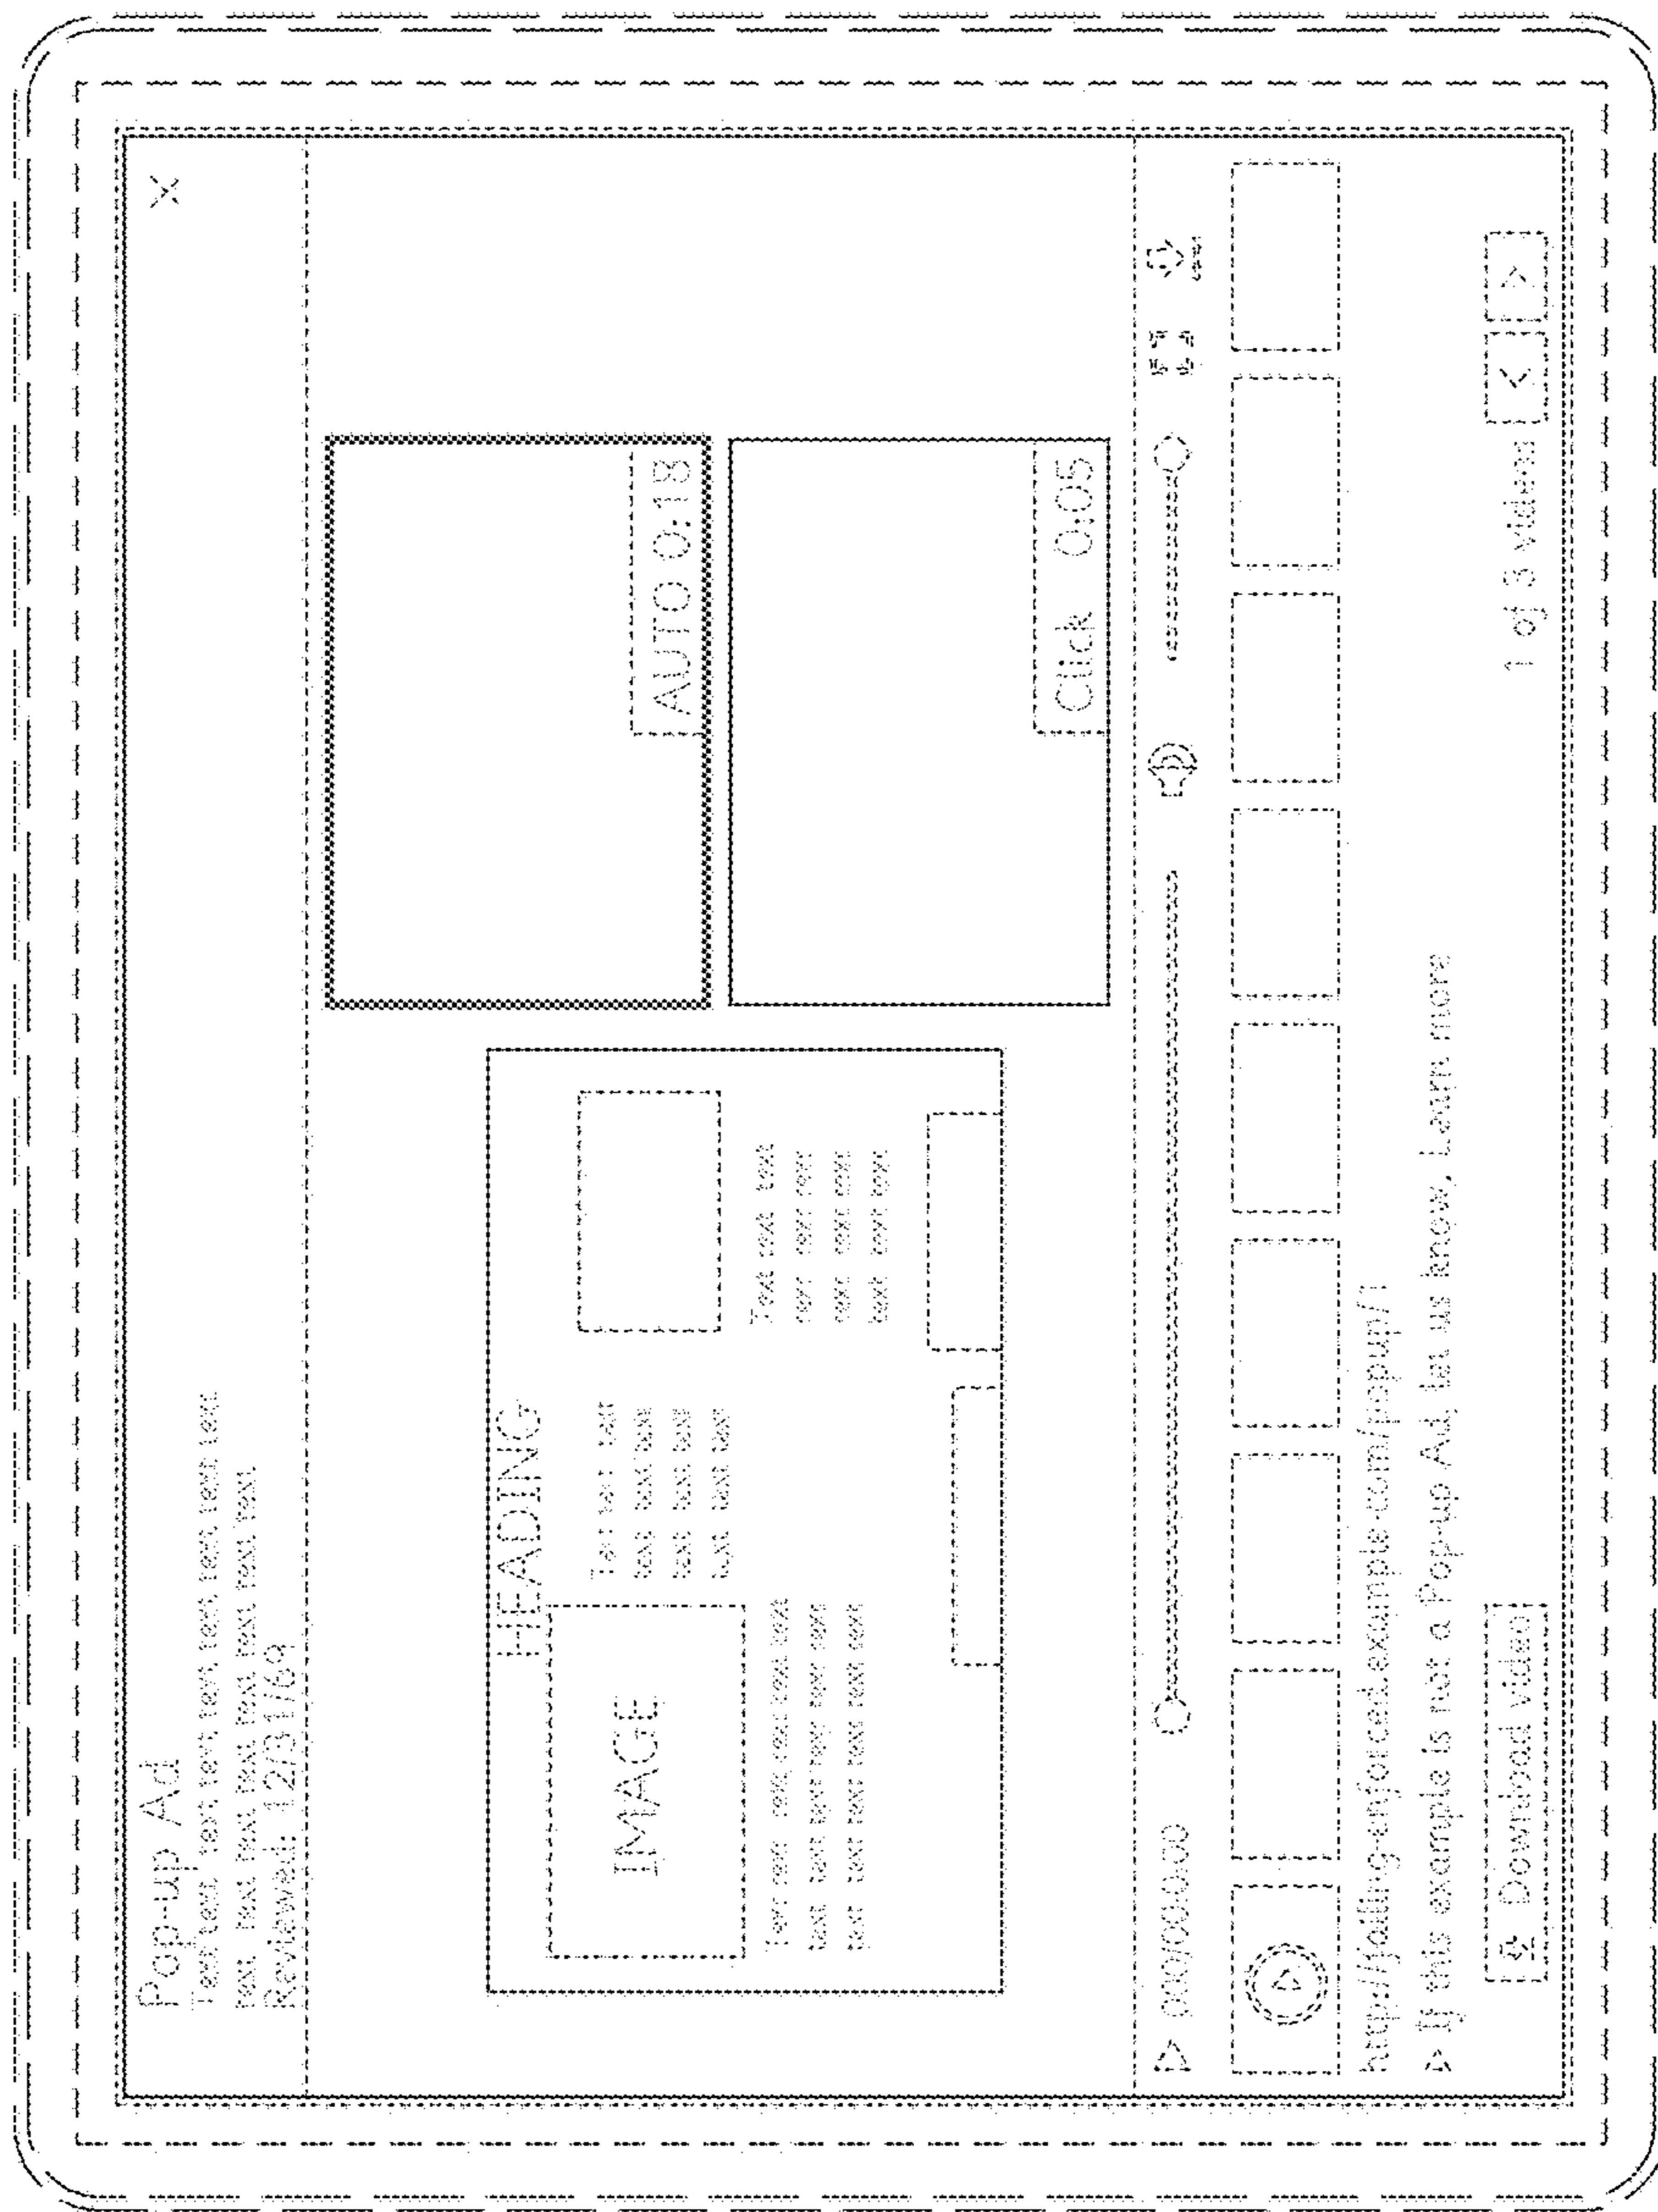 Pop-up Ad
Text text text text text text text text text
text text text text text text text text
Reviewed: 12/31/69
HEADING
IMAGE
Text text text
text text text
text text text
text text text
Text text text text text
text text text text text
text text text text text
Text text text
text text text
text text text
text text text
AUTO 0:18
Click 0:05
00/00:0:00
http://failing-enforced.example.com/popup/1
If this example is not a Pop-up Ad, let us know, Learn more
Download video
1 of 8 videos